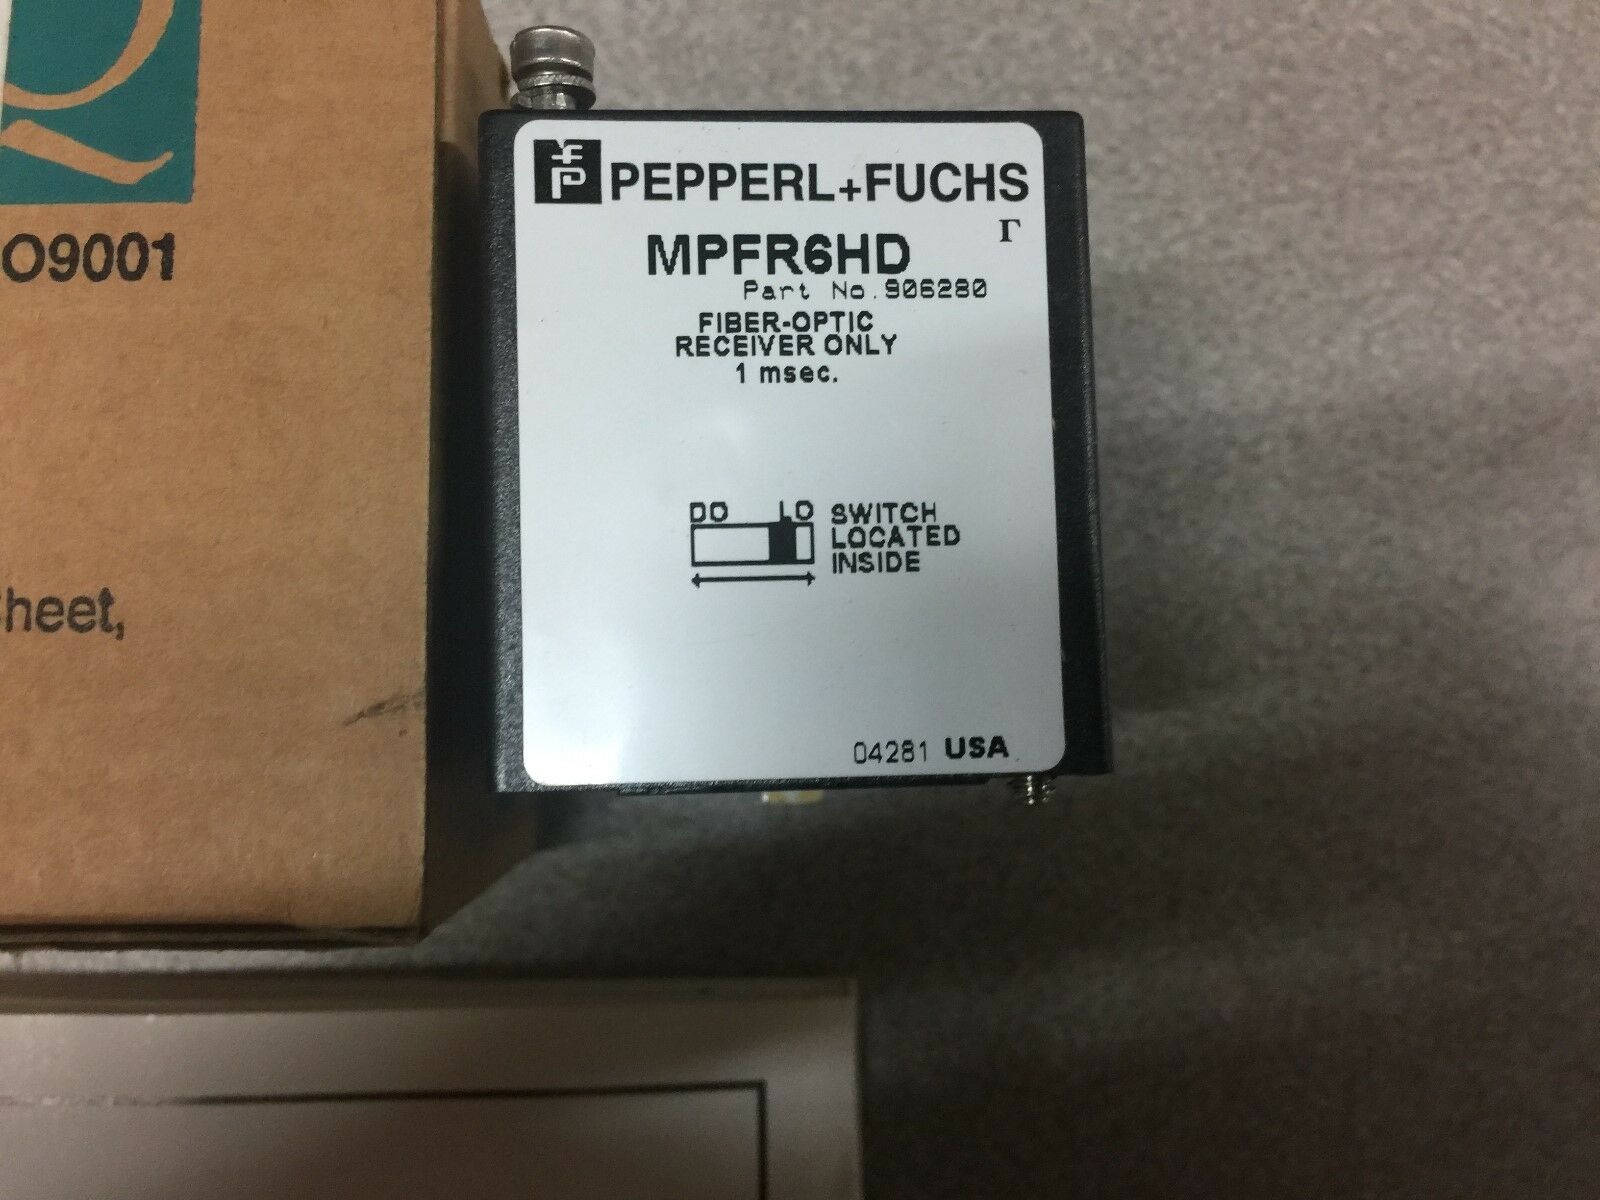 O9001
heet,
PEPPERL+FUCHS
Γ
MPFR6HD
Part No.906280
FIBER-OPTIC
RECEIVER ONLY
1 msec.
DO LO SWITCH
LOCATED
INSIDE
04281 USA